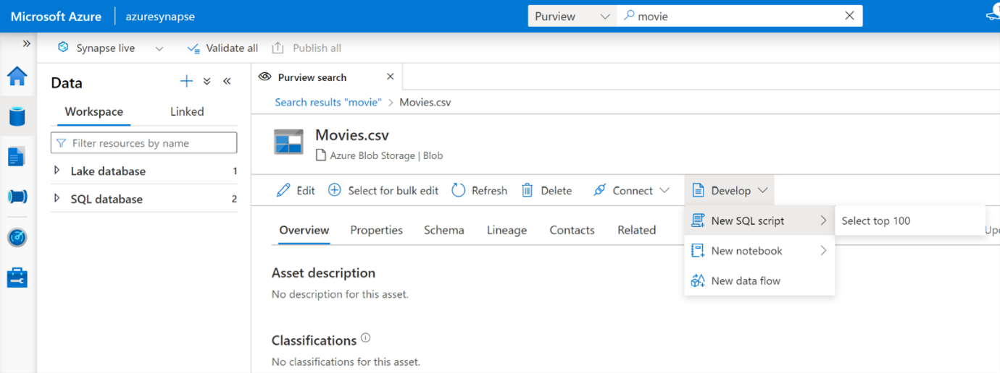 Microsoft Azure azuresynapse Purview movie 1
Synapse live Validate all Publish all
Data
Workspace Linked
Filter resources by name
Lake database 1
SQL database 2
Purview search
Search results "movie" > Movies.csv
Movies.csv
Azure Blob Storage | Blob
Edit Select for bulk edit Refresh Delete Connect Develop
Overview Properties Schema Lineage Contacts Related
New SQL script Select top 100
New notebook
New data flow
Asset description
No description for this asset.
Classifications
No classifications for this asset.